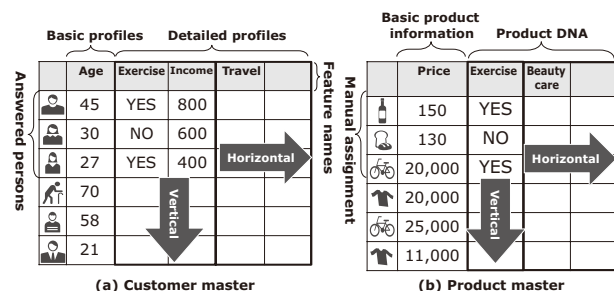 Basic profiles Detailed profiles
Answered persons
Age Exercise Income Travel
45 YES 800
30 NO 600
27 YES 400
70
58
21
Horizontal
Vertical
Feature names
(a) Customer master
Basic product
information
Product DNA
Manual assignment
Price Exercise Beauty
care
150 YES
130 NO
20,000 YES
20,000
25,000
11,000
Horizontal
Vertical
(b) Product master